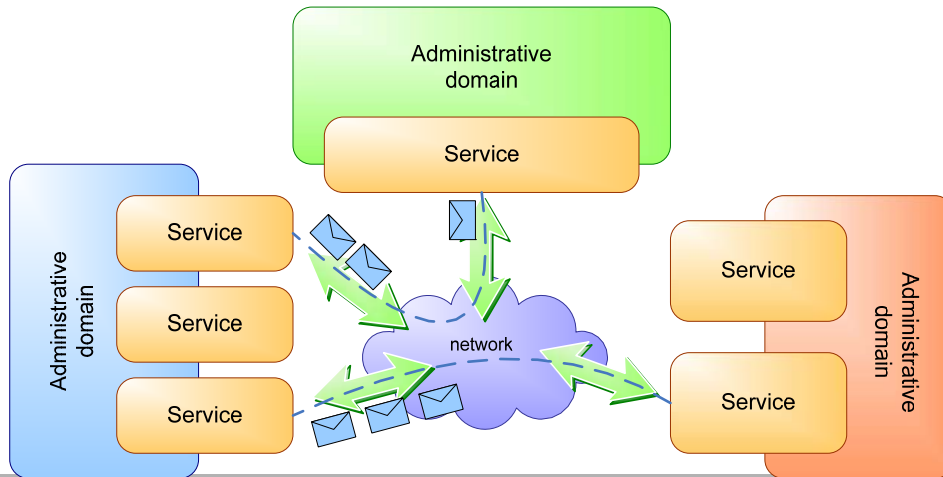 Administrative
domain
Service
Administrative
domain
Service
Service
Service
network
Service
Service
Administrative
domain